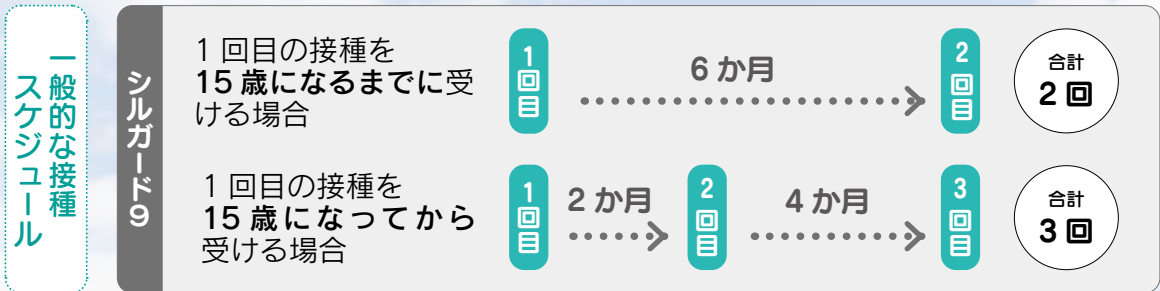 一般的な接種
スケジュール
シルガード9
1 回目の接種を
15 歳になるまでに受
ける場合
1回目
6 か月
2回目
合計
2 回
1 回目の接種を
15 歳になってから
受ける場合
1回目
2 か月
2回目
4 か月
3回目
合計
3 回